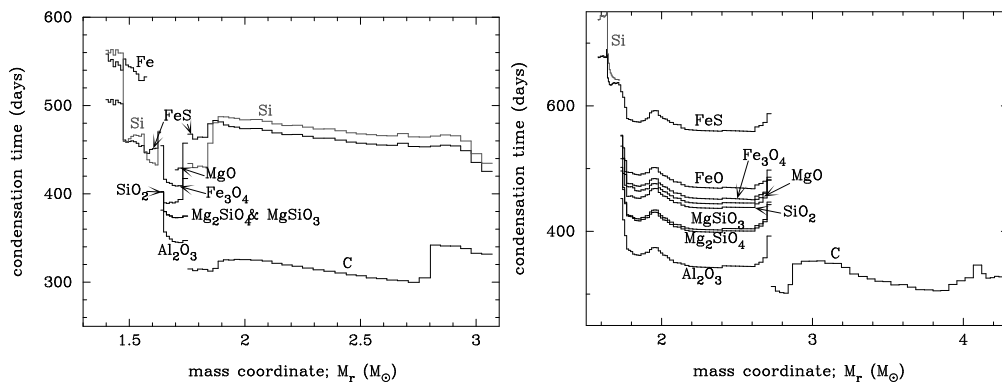 600
500
400
300
condensation time (days)
Fe
FeS
Si
Si
MgO
SiO₂
Fe₃O₄
Mg₂SiO₄& MgSiO₃
Al₂O₃
C
1.5
2
2.5
3
mass coordinate; Mᵣ (M⊙)
600
400
condensation time (days)
Si
FeS
Fe₃O₄
FeO
MgO
MgSiO₃
SiO₂
Mg₂SiO₄
Al₂O₃
C
2
3
4
mass coordinate; Mᵣ (M⊙)